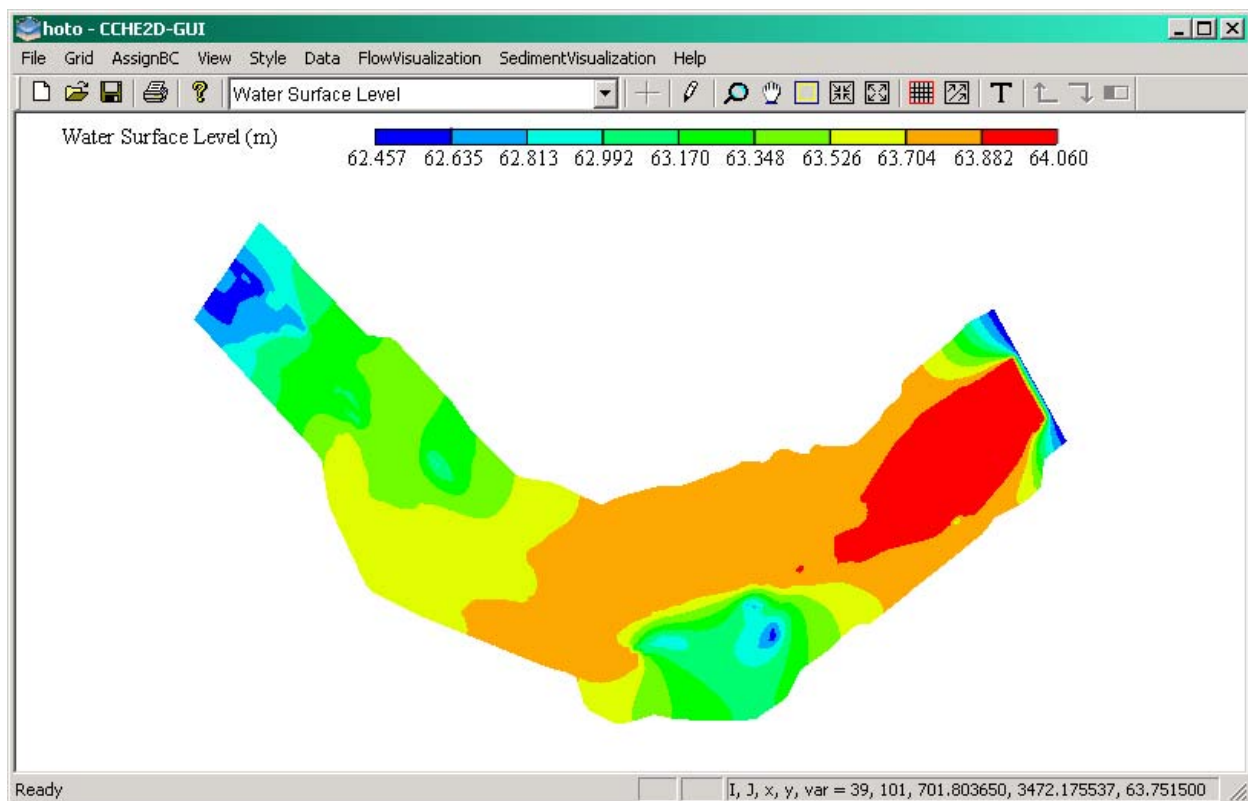 hoto - CCHE2D-GUI
File Grid AssignBC View Style Data FlowVisualization SedimentVisualization Help
Water Surface Level T
Water Surface Level (m)
62.457 62.635 62.813 62.992 63.170 63.348 63.526 63.704 63.882 64.060
Ready I, J, x, y, var = 39, 101, 701.803650, 3472.175537, 63.751500